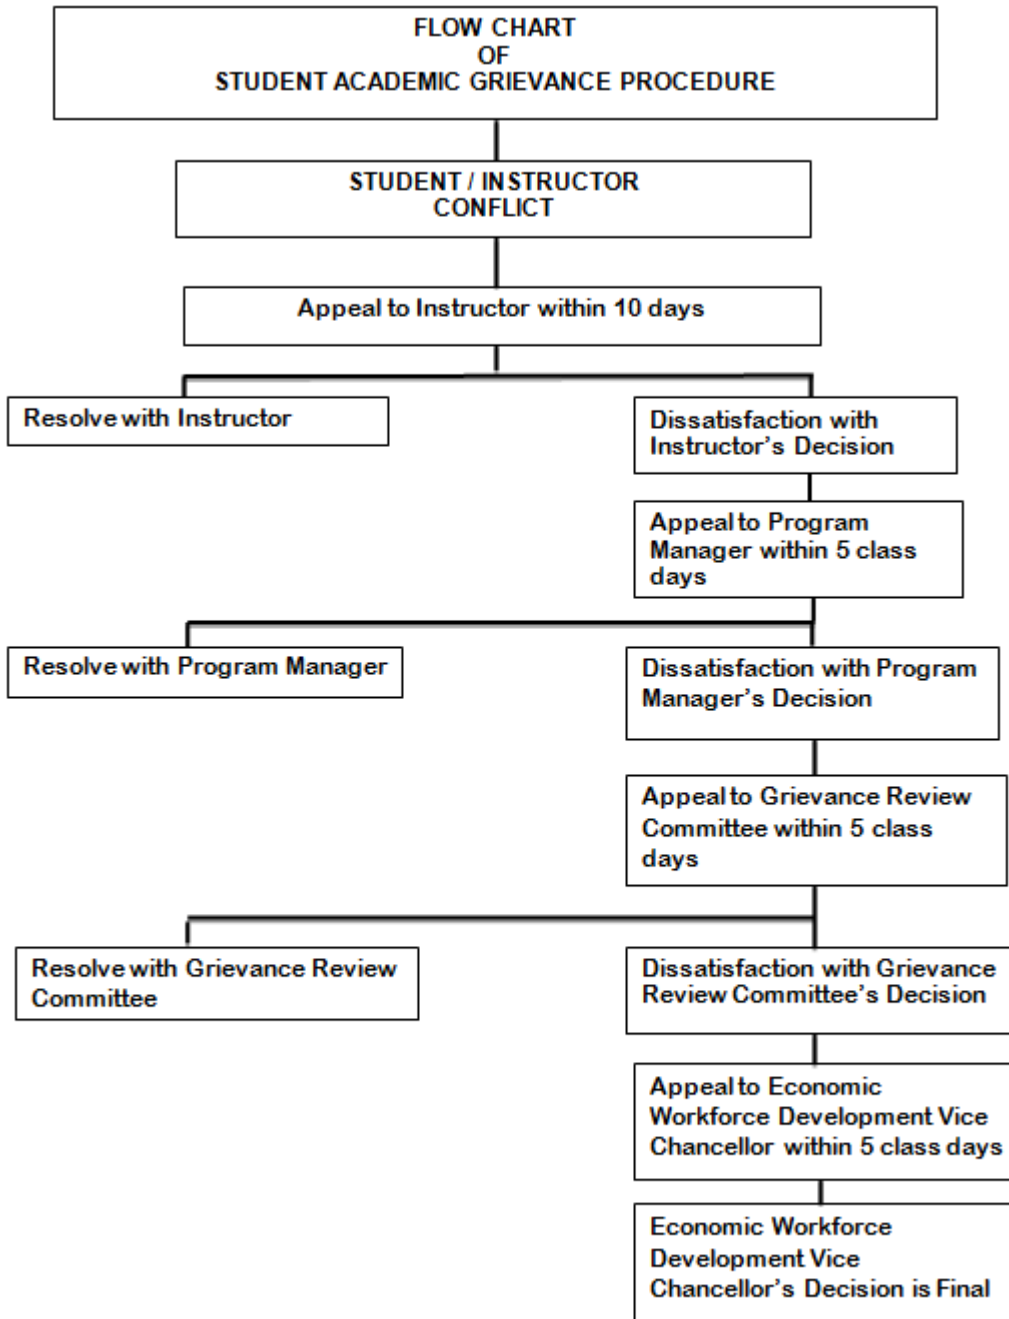 FLOW CHART
OF
STUDENT ACADEMIC GRIEVANCE PROCEDURE
STUDENT / INSTRUCTOR
CONFLICT
Appeal to Instructor within 10 days
Resolve with Instructor
Dissatisfaction with
Instructor's Decision
Appeal to Program
Manager within 5 class
days
Resolve with Program Manager
Dissatisfaction with Program
Manager's Decision
Appeal to Grievance Review
Committee within 5 class
days
Resolve with Grievance Review
Committee
Dissatisfaction with Grievance
Review Committee's Decision
Appeal to Economic
Workforce Development Vice
Chancellor within 5 class days
Economic Workforce
Development Vice
Chancellor's Decision is Final